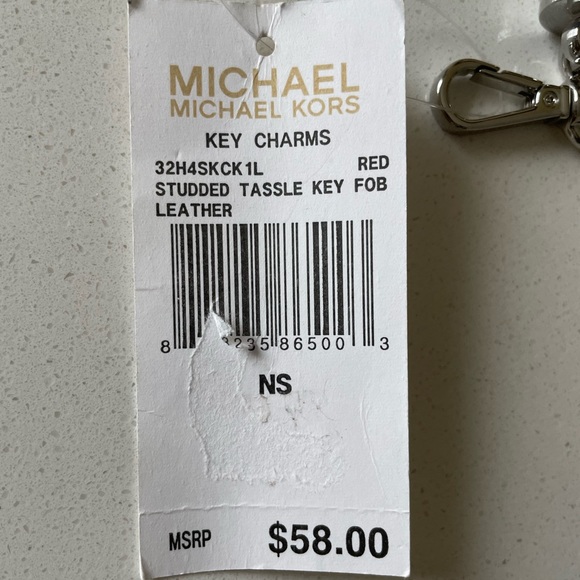 MICHAEL
MICHAEL KORS
KEY CHARMS
32H4SKCK1L RED
STUDDED TASSLE KEY FOB
LEATHER
8 235 86500 3
NS
MSRP $58.00